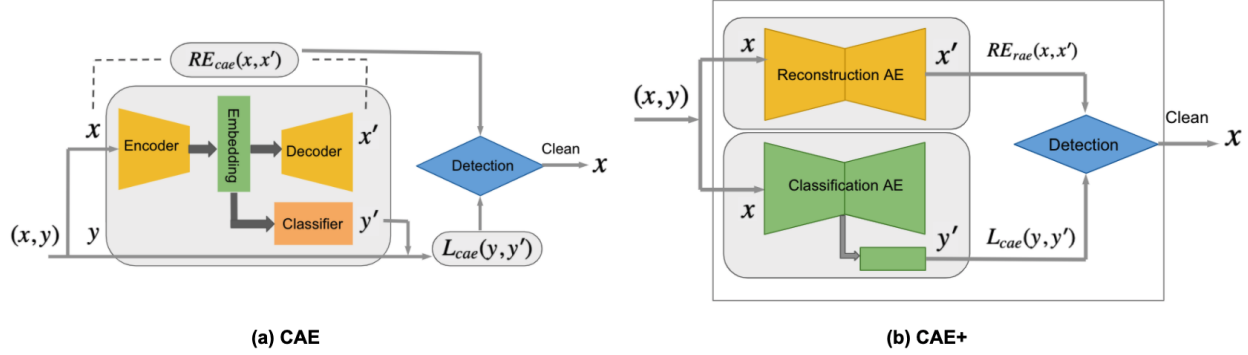 RE_cae(x, x′)
x
Encoder
Embedding
Decoder
x′
Detection
Clean
x
Classifier
y′
(x, y)
y
L_cae(y, y′)
(a) CAE
x
Reconstruction AE
x′
RE_rae(x, x′)
(x, y)
Clean
Detection
x
Classification AE
x
y′
L_cae(y, y′)
(b) CAE+